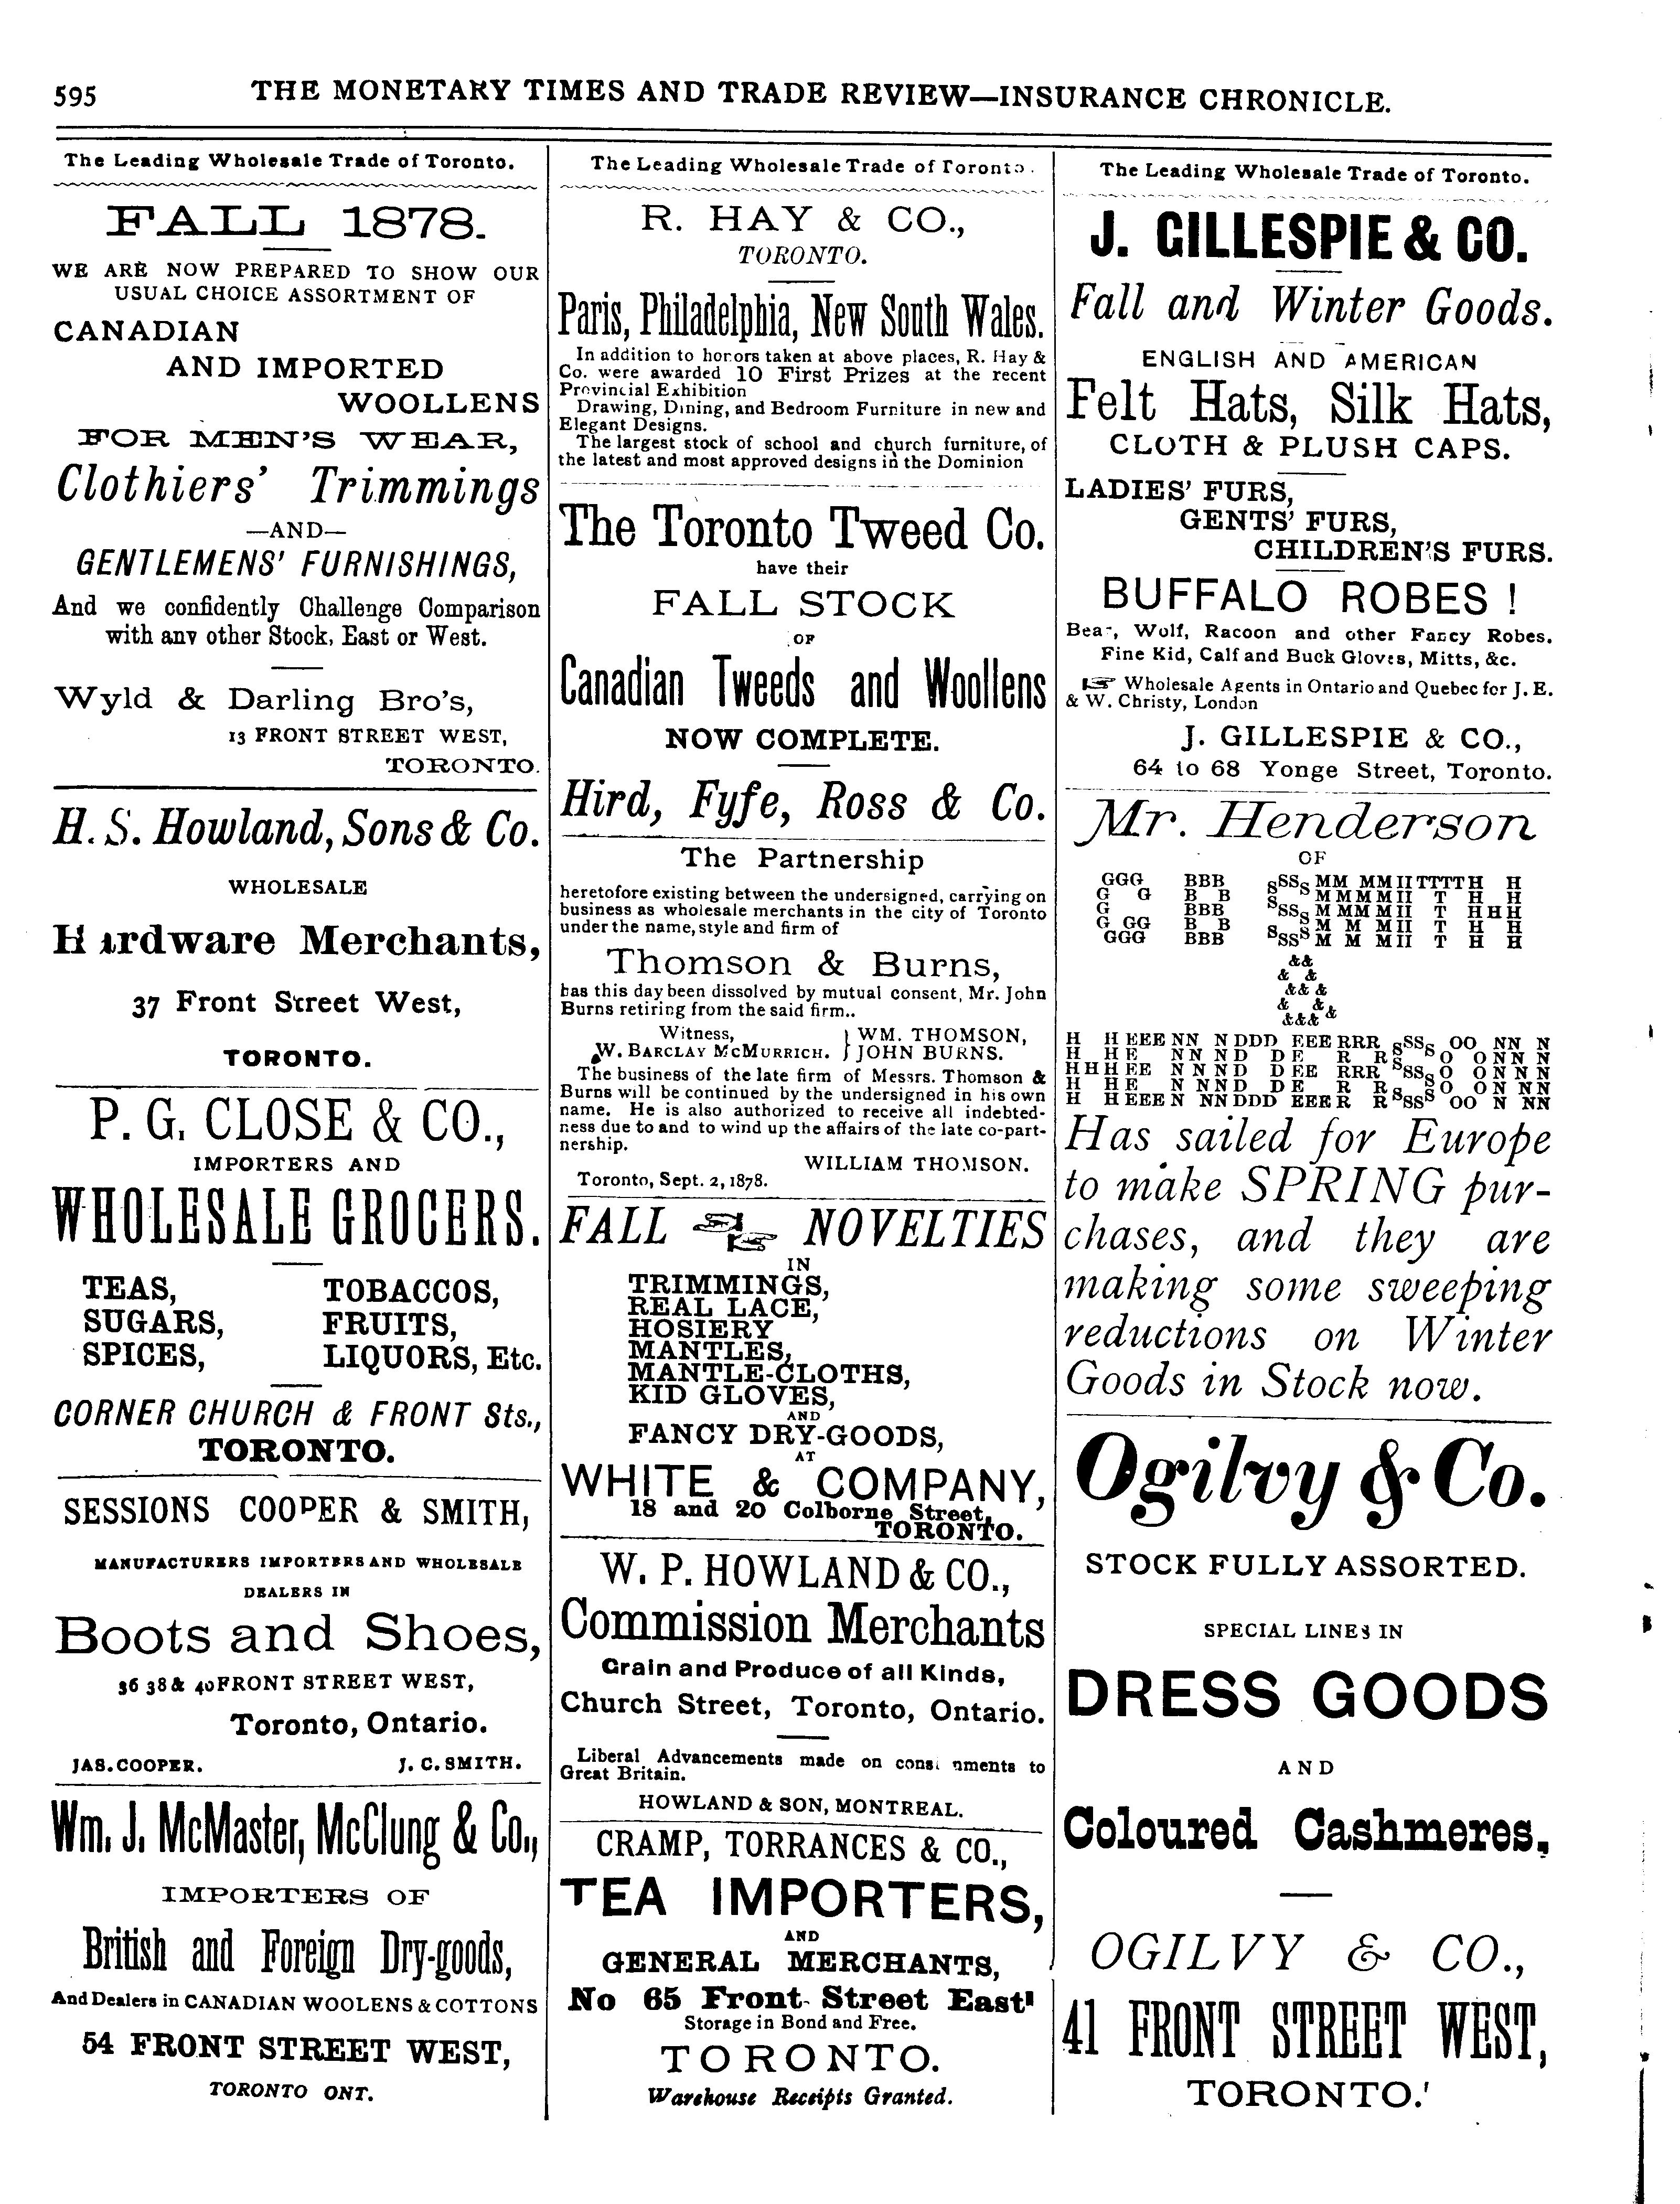 595
THE MONETARY TIMES AND TRADE REVIEW—INSURANCE CHRONICLE.
The Leading Wholesale Trade of Toronto.
FALL 1878.
WE ARE NOW PREPARED TO SHOW OUR
USUAL CHOICE ASSORTMENT OF
CANADIAN
AND IMPORTED
WOOLLENS
FOR MEN'S WEAR,
Clothiers' Trimmings
—AND—
GENTLEMENS' FURNISHINGS,
And we confidently Challenge Comparison
with any other Stock, East or West.
Wyld & Darling Bro's,
13 FRONT STREET WEST,
TORONTO.
H. S. Howland, Sons & Co.
WHOLESALE
Hardware Merchants,
37 Front Street West,
TORONTO.
P. G. CLOSE & CO.,
IMPORTERS AND
WHOLESALE GROCERS.
TEAS, TOBACCOS,
SUGARS, FRUITS,
SPICES, LIQUORS, Etc.
CORNER CHURCH & FRONT Sts.,
TORONTO.
SESSIONS COOPER & SMITH,
MANUFACTURERS IMPORTERS AND WHOLESALE
DEALERS IN
Boots and Shoes,
36 38 & 40 FRONT STREET WEST,
Toronto, Ontario.
JAS. COOPER. J. C. SMITH.
Wm. J. McMaster, McClung & Co.,
IMPORTERS OF
British and Foreign Dry-goods,
And Dealers in CANADIAN WOOLENS & COTTONS
54 FRONT STREET WEST,
TORONTO ONT.
The Leading Wholesale Trade of Toronto.
R. HAY & CO.,
TORONTO.
Paris, Philadelphia, New South Wales.
In addition to honors taken at above places, R. Hay &
Co. were awarded 10 First Prizes at the recent
Provincial Exhibition
Drawing, Dining, and Bedroom Furniture in new and
Elegant Designs.
The largest stock of school and church furniture, of
the latest and most approved designs in the Dominion
The Toronto Tweed Co.
have their
FALL STOCK
OF
Canadian Tweeds and Woollens
NOW COMPLETE.
Hird, Fyfe, Ross & Co.
The Partnership
heretofore existing between the undersigned, carrying on
business as wholesale merchants in the city of Toronto
under the name, style and firm of
Thomson & Burns,
has this day been dissolved by mutual consent, Mr. John
Burns retiring from the said firm..
Witness, } WM. THOMSON,
W. BARCLAY McMURRICH. } JOHN BURNS.
The business of the late firm of Messrs. Thomson &
Burns will be continued by the undersigned in his own
name. He is also authorized to receive all indebted-
ness due to and to wind up the affairs of the late co-part-
nership.
WILLIAM THOMSON.
Toronto, Sept. 2, 1878.
FALL NOVELTIES
IN
TRIMMINGS,
REAL LACE,
HOSIERY
MANTLES,
MANTLE-CLOTHS,
KID GLOVES,
AND
FANCY DRY-GOODS,
AT
WHITE & COMPANY,
18 and 20 Colborne Street,
TORONTO.
W. P. HOWLAND & CO.,
Commission Merchants
Grain and Produce of all Kinds,
Church Street, Toronto, Ontario.
Liberal Advancements made on consignments to
Great Britain.
HOWLAND & SON, MONTREAL.
CRAMP, TORRANCES & CO.,
TEA IMPORTERS,
AND
GENERAL MERCHANTS,
No 65 Front Street East
Storage in Bond and Free.
TORONTO.
Warehouse Receipts Granted.
The Leading Wholesale Trade of Toronto.
J. GILLESPIE & CO.
Fall and Winter Goods.
ENGLISH AND AMERICAN
Felt Hats, Silk Hats,
CLOTH & PLUSH CAPS.
LADIES' FURS,
GENTS' FURS,
CHILDREN'S FURS.
BUFFALO ROBES !
Bear, Wolf, Racoon and other Fancy Robes.
Fine Kid, Calf and Buck Gloves, Mitts, &c.
☞ Wholesale Agents in Ontario and Quebec for J. E.
& W. Christy, London
J. GILLESPIE & CO.,
64 to 68 Yonge Street, Toronto.
Mr. Henderson
OF
G B SMITH
&
HENDERSON
Has sailed for Europe
to make SPRING pur-
chases, and they are
making some sweeping
reductions on Winter
Goods in Stock now.
Ogilvy & Co.
STOCK FULLY ASSORTED.
SPECIAL LINES IN
DRESS GOODS
AND
Coloured Cashmeres,
OGILVY & CO.,
41 FRONT STREET WEST,
TORONTO.